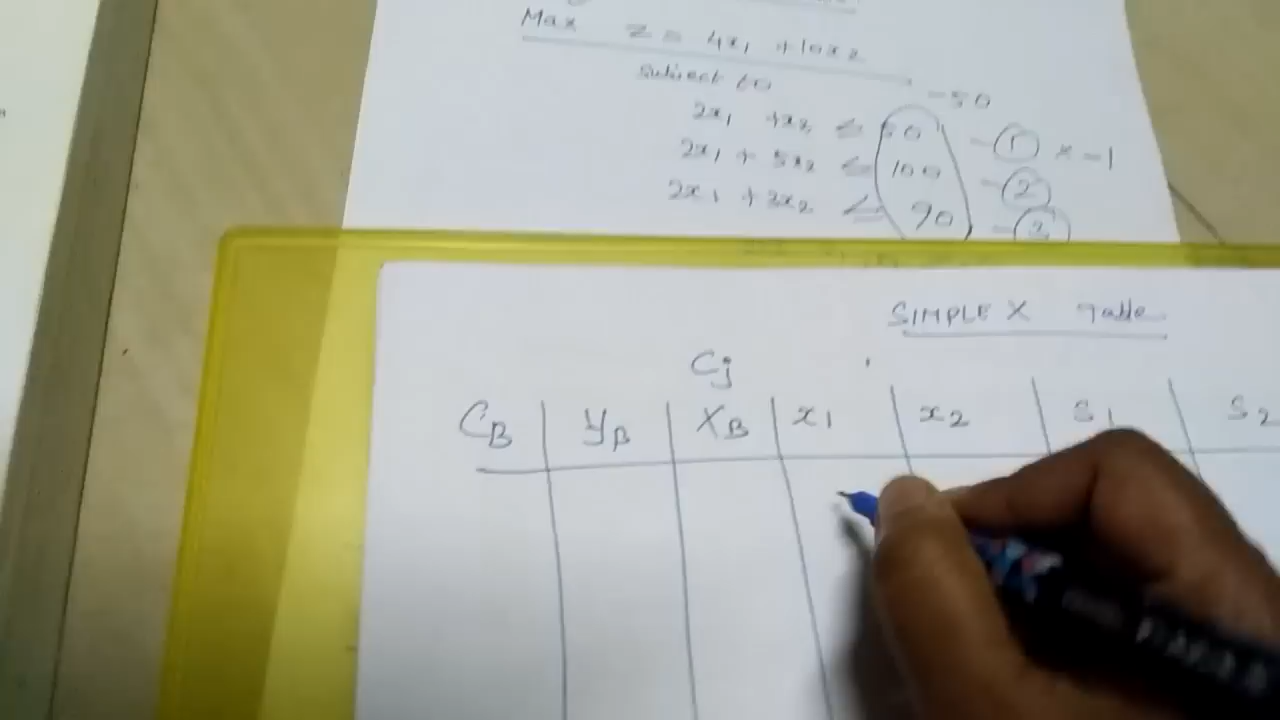 Max Z = 4x1 + 10x2
Subject to
- 50
2x1 + x2 ≤ 50 - 1 x -1
2x1 + 5x2 ≤ 100 - 2
2x1 + 3x2 ≤ 90 - 3
SIMPLEX Table
Cj
CB yB XB x1 x2 S1 S2